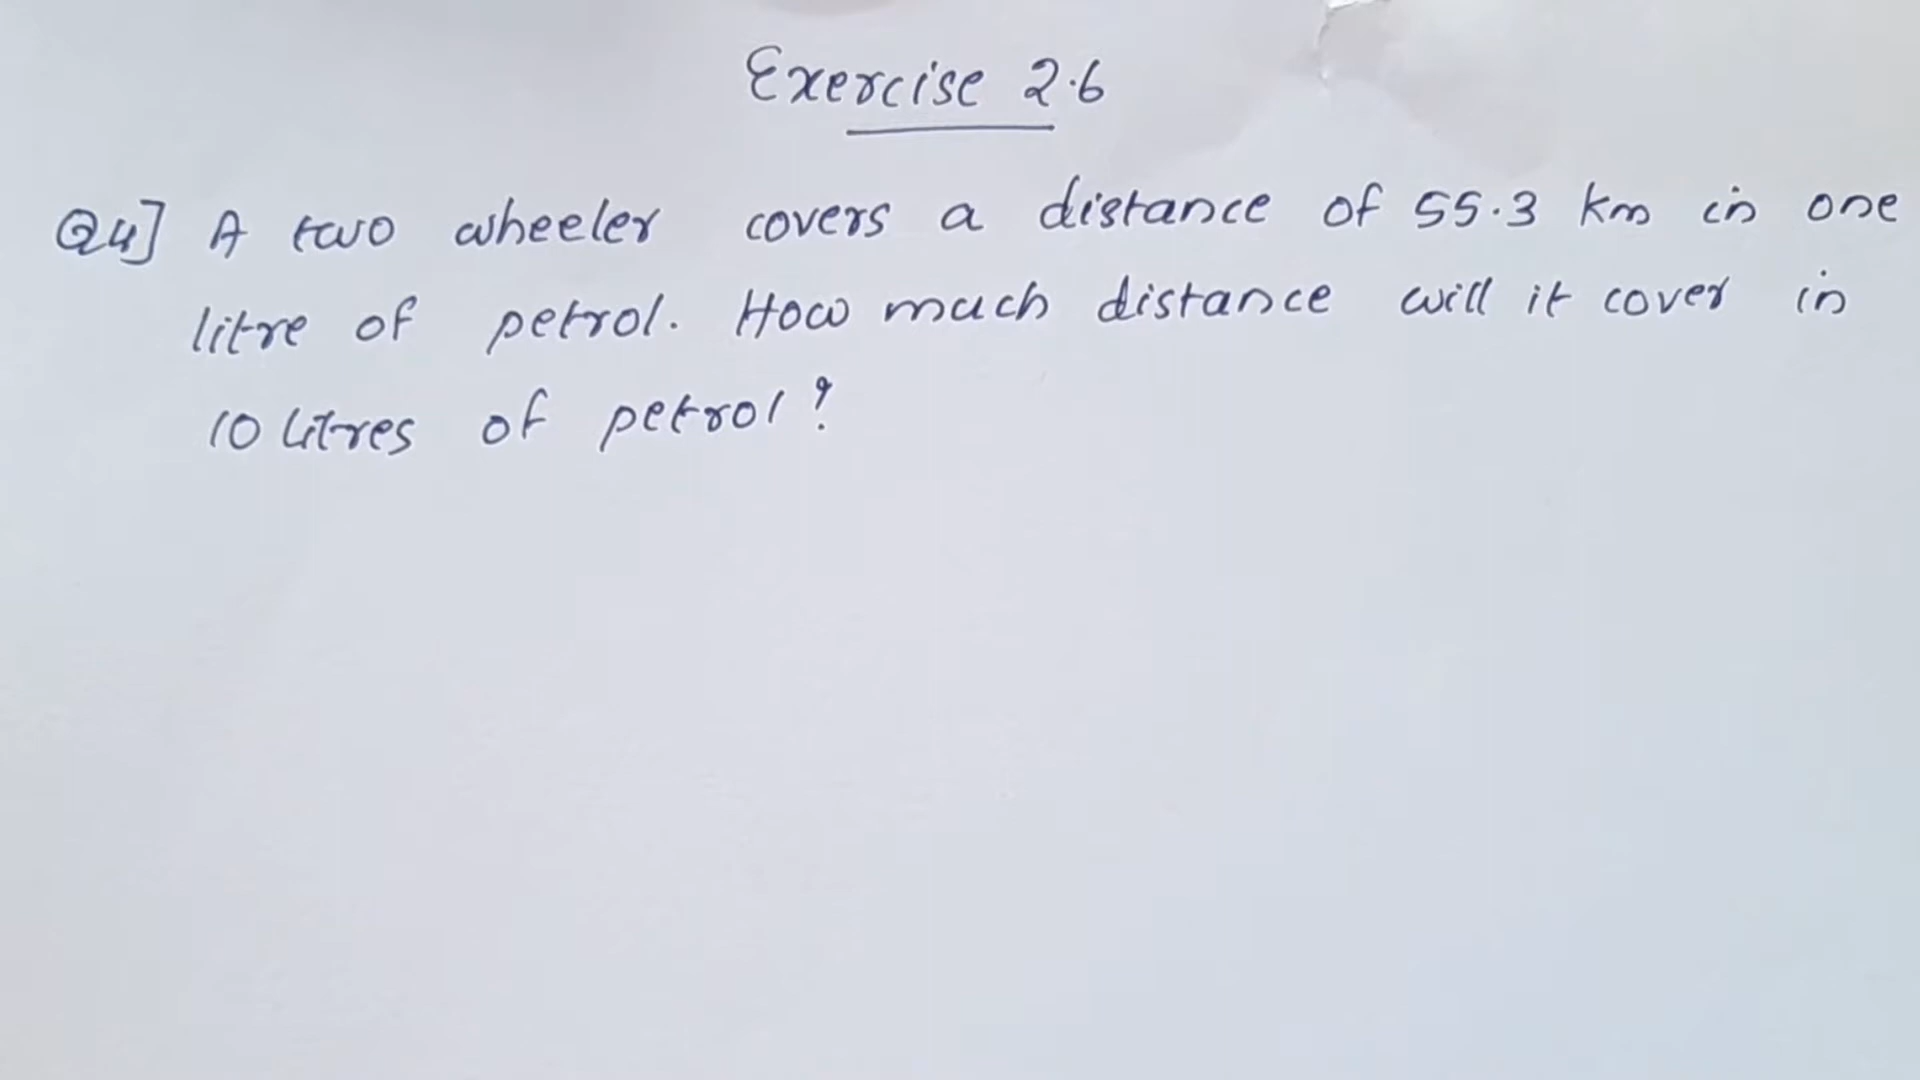 Exercise 2.6
Q4] A two wheeler covers a distance of 55.3 km in one
litre of petrol. How much distance will it cover in
10 litres of petrol?